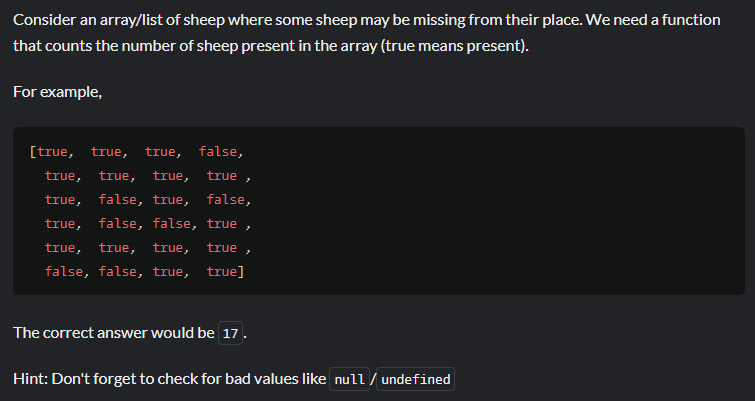 Consider an array/list of sheep where some sheep may be missing from their place. We need a function
that counts the number of sheep present in the array (true means present).
For example,
[true,  true,  true,  false,
  true,  true,  true,  true ,
  true,  false, true,  false,
  true,  false, false, true ,
  true,  true,  true,  true ,
  false, false, true,  true]
The correct answer would be 17.
Hint: Don't forget to check for bad values like null/undefined